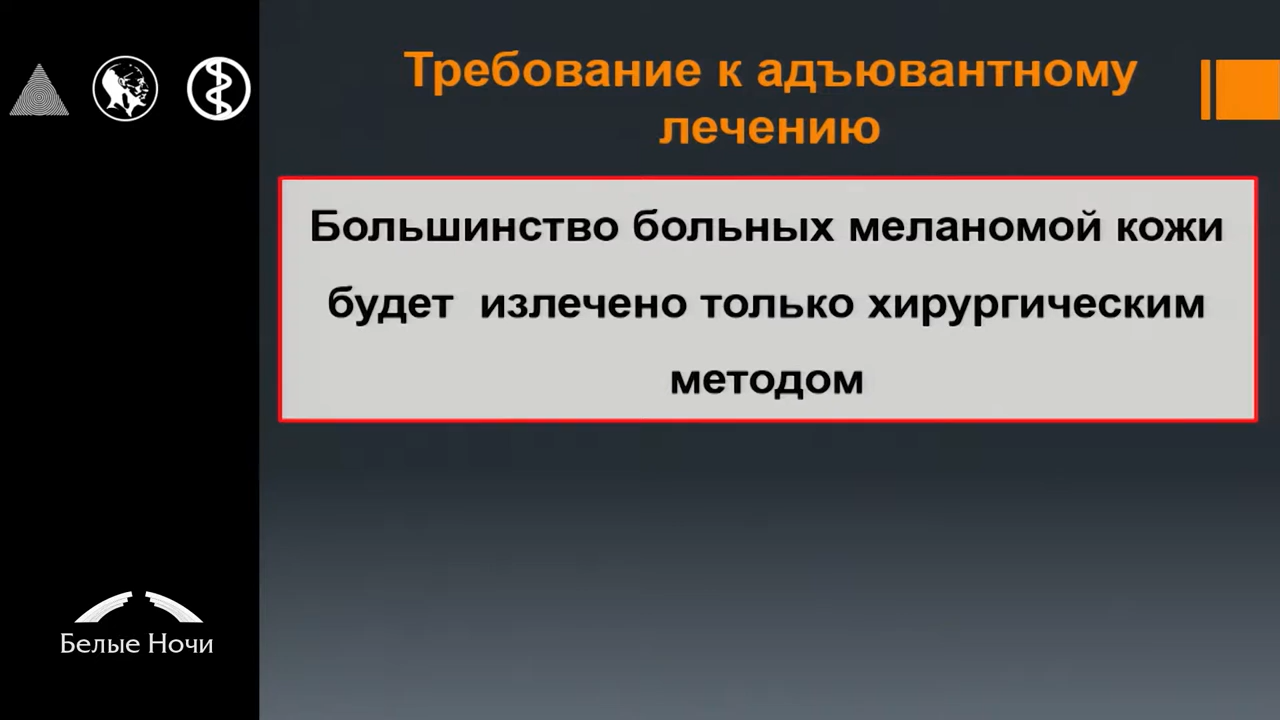 Требование к адъювантному
лечению
Большинство больных меланомой кожи
будет излечено только хирургическим
методом
Белые Ночи